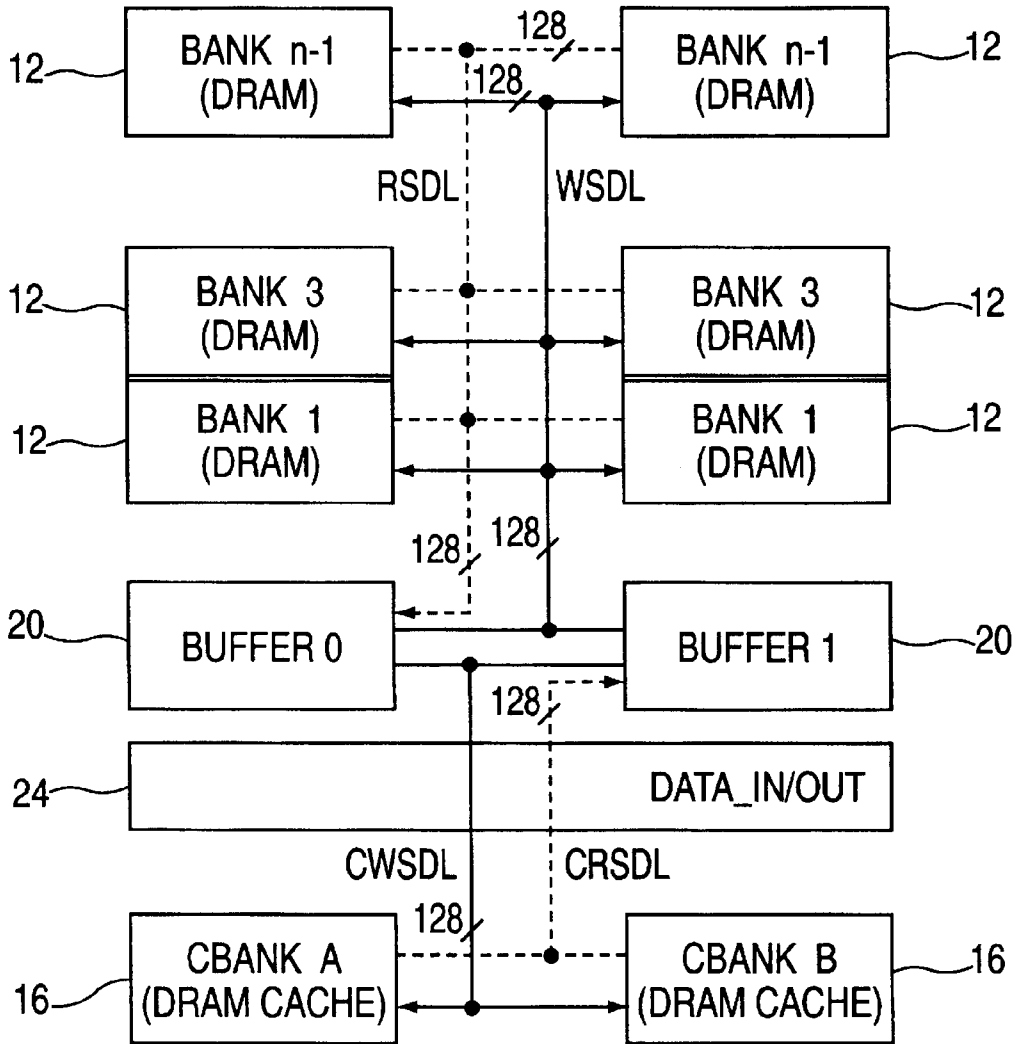 128
12 BANK n-1 BANK n-1 12
(DRAM) 128 (DRAM)
RSDL WSDL
12 BANK 3 BANK 3 12
(DRAM) (DRAM)
12 BANK 1 BANK 1 12
(DRAM) (DRAM)
128 128
20 BUFFER 0 BUFFER 1 20
128
24 DATA_IN/OUT
CWSDL CRSDL
128
16 CBANK A CBANK B 16
(DRAM CACHE) (DRAM CACHE)